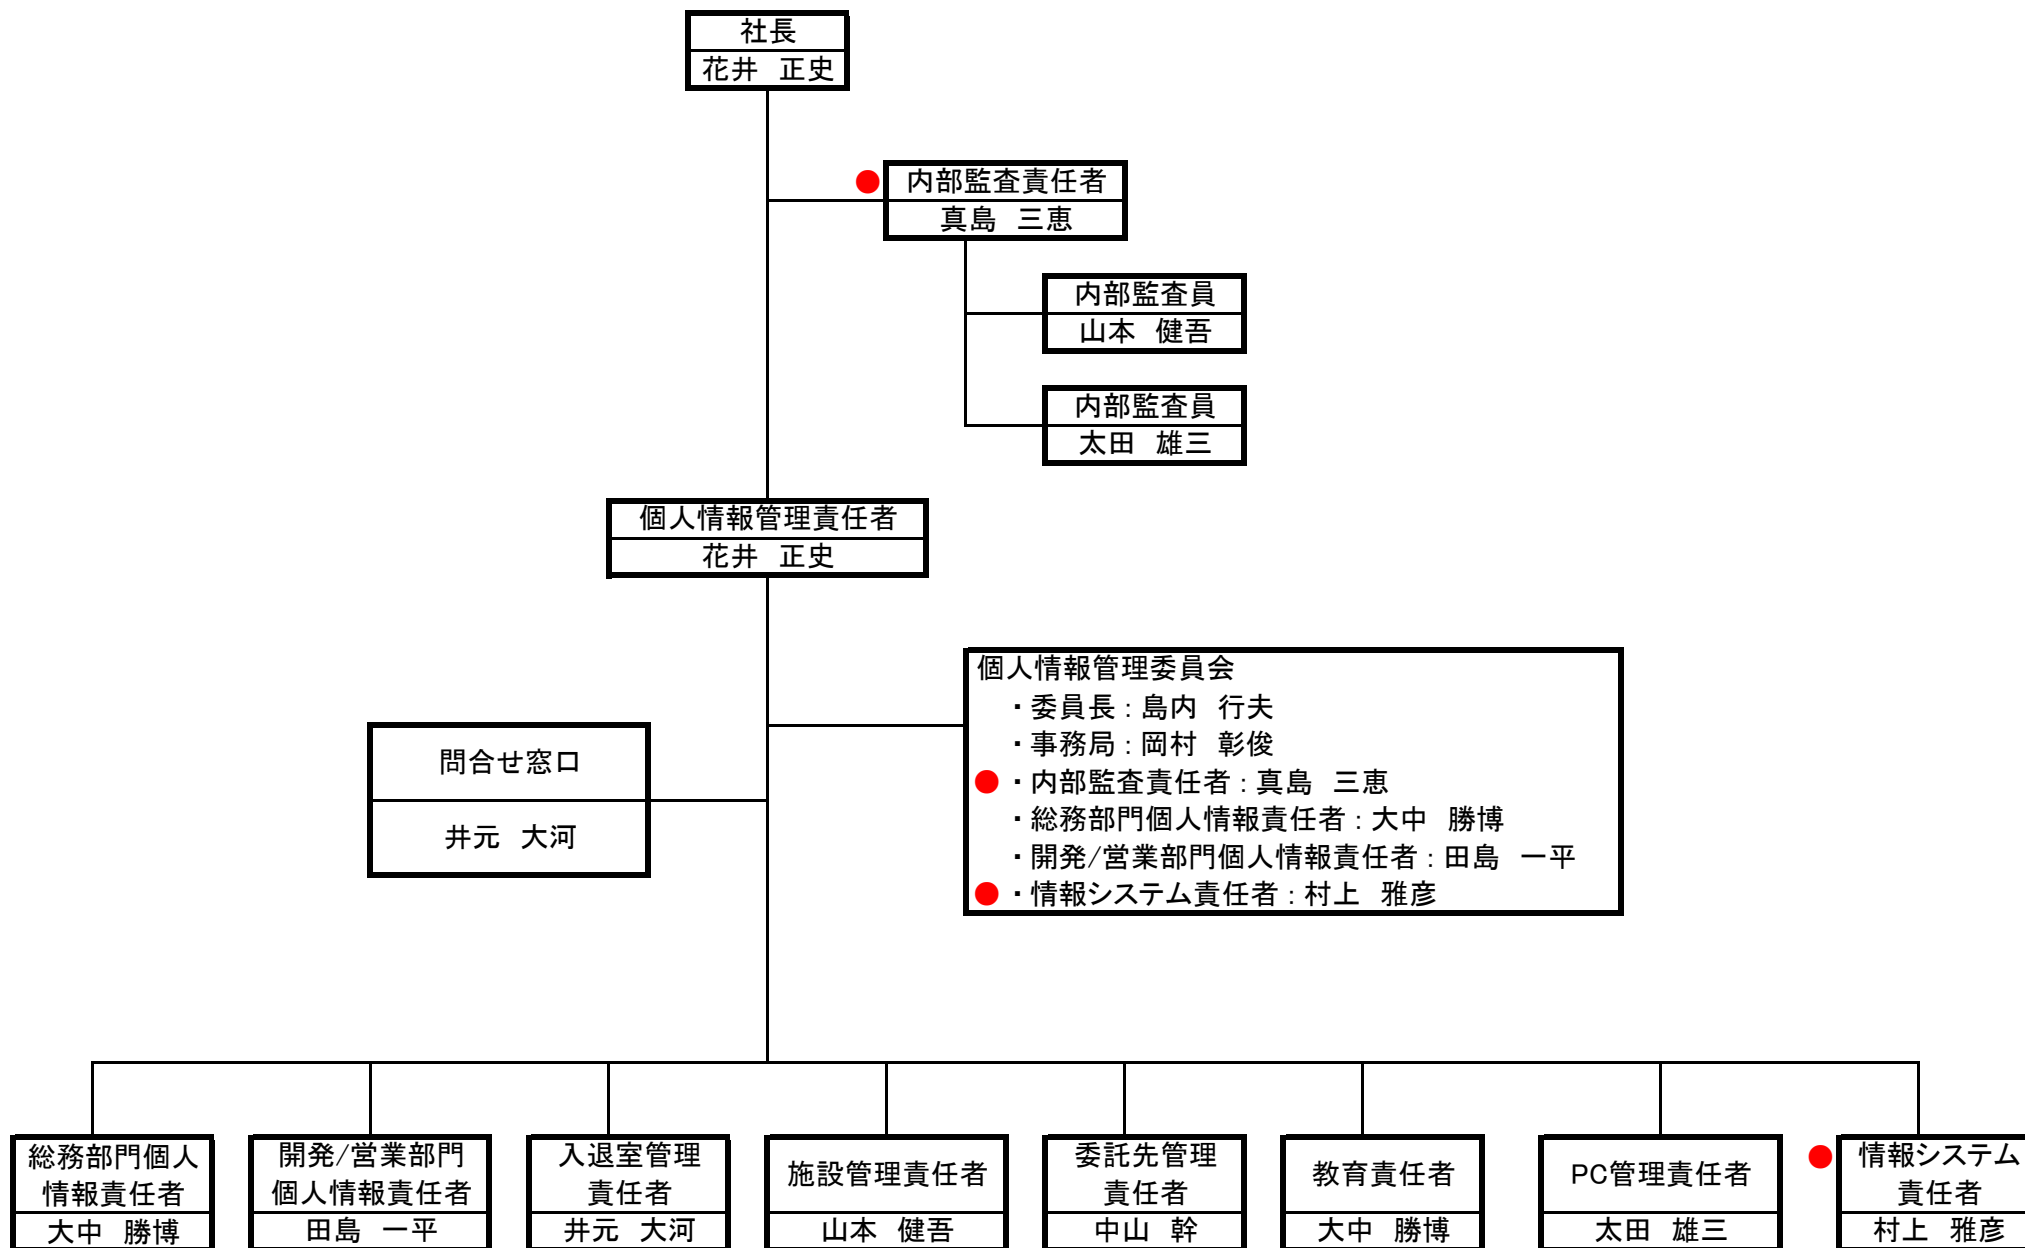 社長
花井　正史
● 内部監査責任者
真島　三恵
内部監査員
山本　健吾
内部監査員
太田　雄三
個人情報管理責任者
花井　正史
個人情報管理委員会
・委員長：島内　行夫
・事務局：岡村　彰俊
● ・内部監査責任者：真島　三恵
・総務部門個人情報責任者：大中　勝博
・開発/営業部門個人情報責任者：田島　一平
● ・情報システム責任者：村上　雅彦
問合せ窓口
井元　大河
総務部門個人
情報責任者
大中　勝博
開発/営業部門
個人情報責任者
田島　一平
入退室管理
責任者
井元　大河
施設管理責任者
山本　健吾
委託先管理
責任者
中山　幹
教育責任者
大中　勝博
PC管理責任者
太田　雄三
● 情報システム
責任者
村上　雅彦